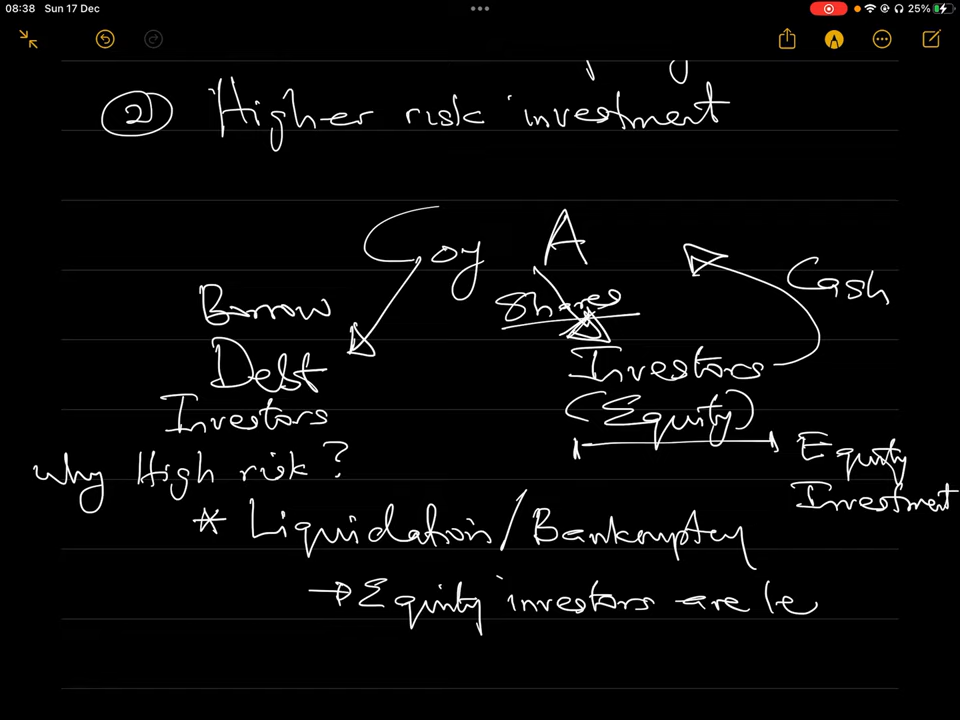 08:38 Sun 17 Dec
25%
2 Higher risk investment
Coy A
Cash
Borrow
Shares
Debt
Investors
Investors
(Equity)
Equity
Investment
why High risk?
* Liquidation/Bankruptcy
→ Equity investors are le